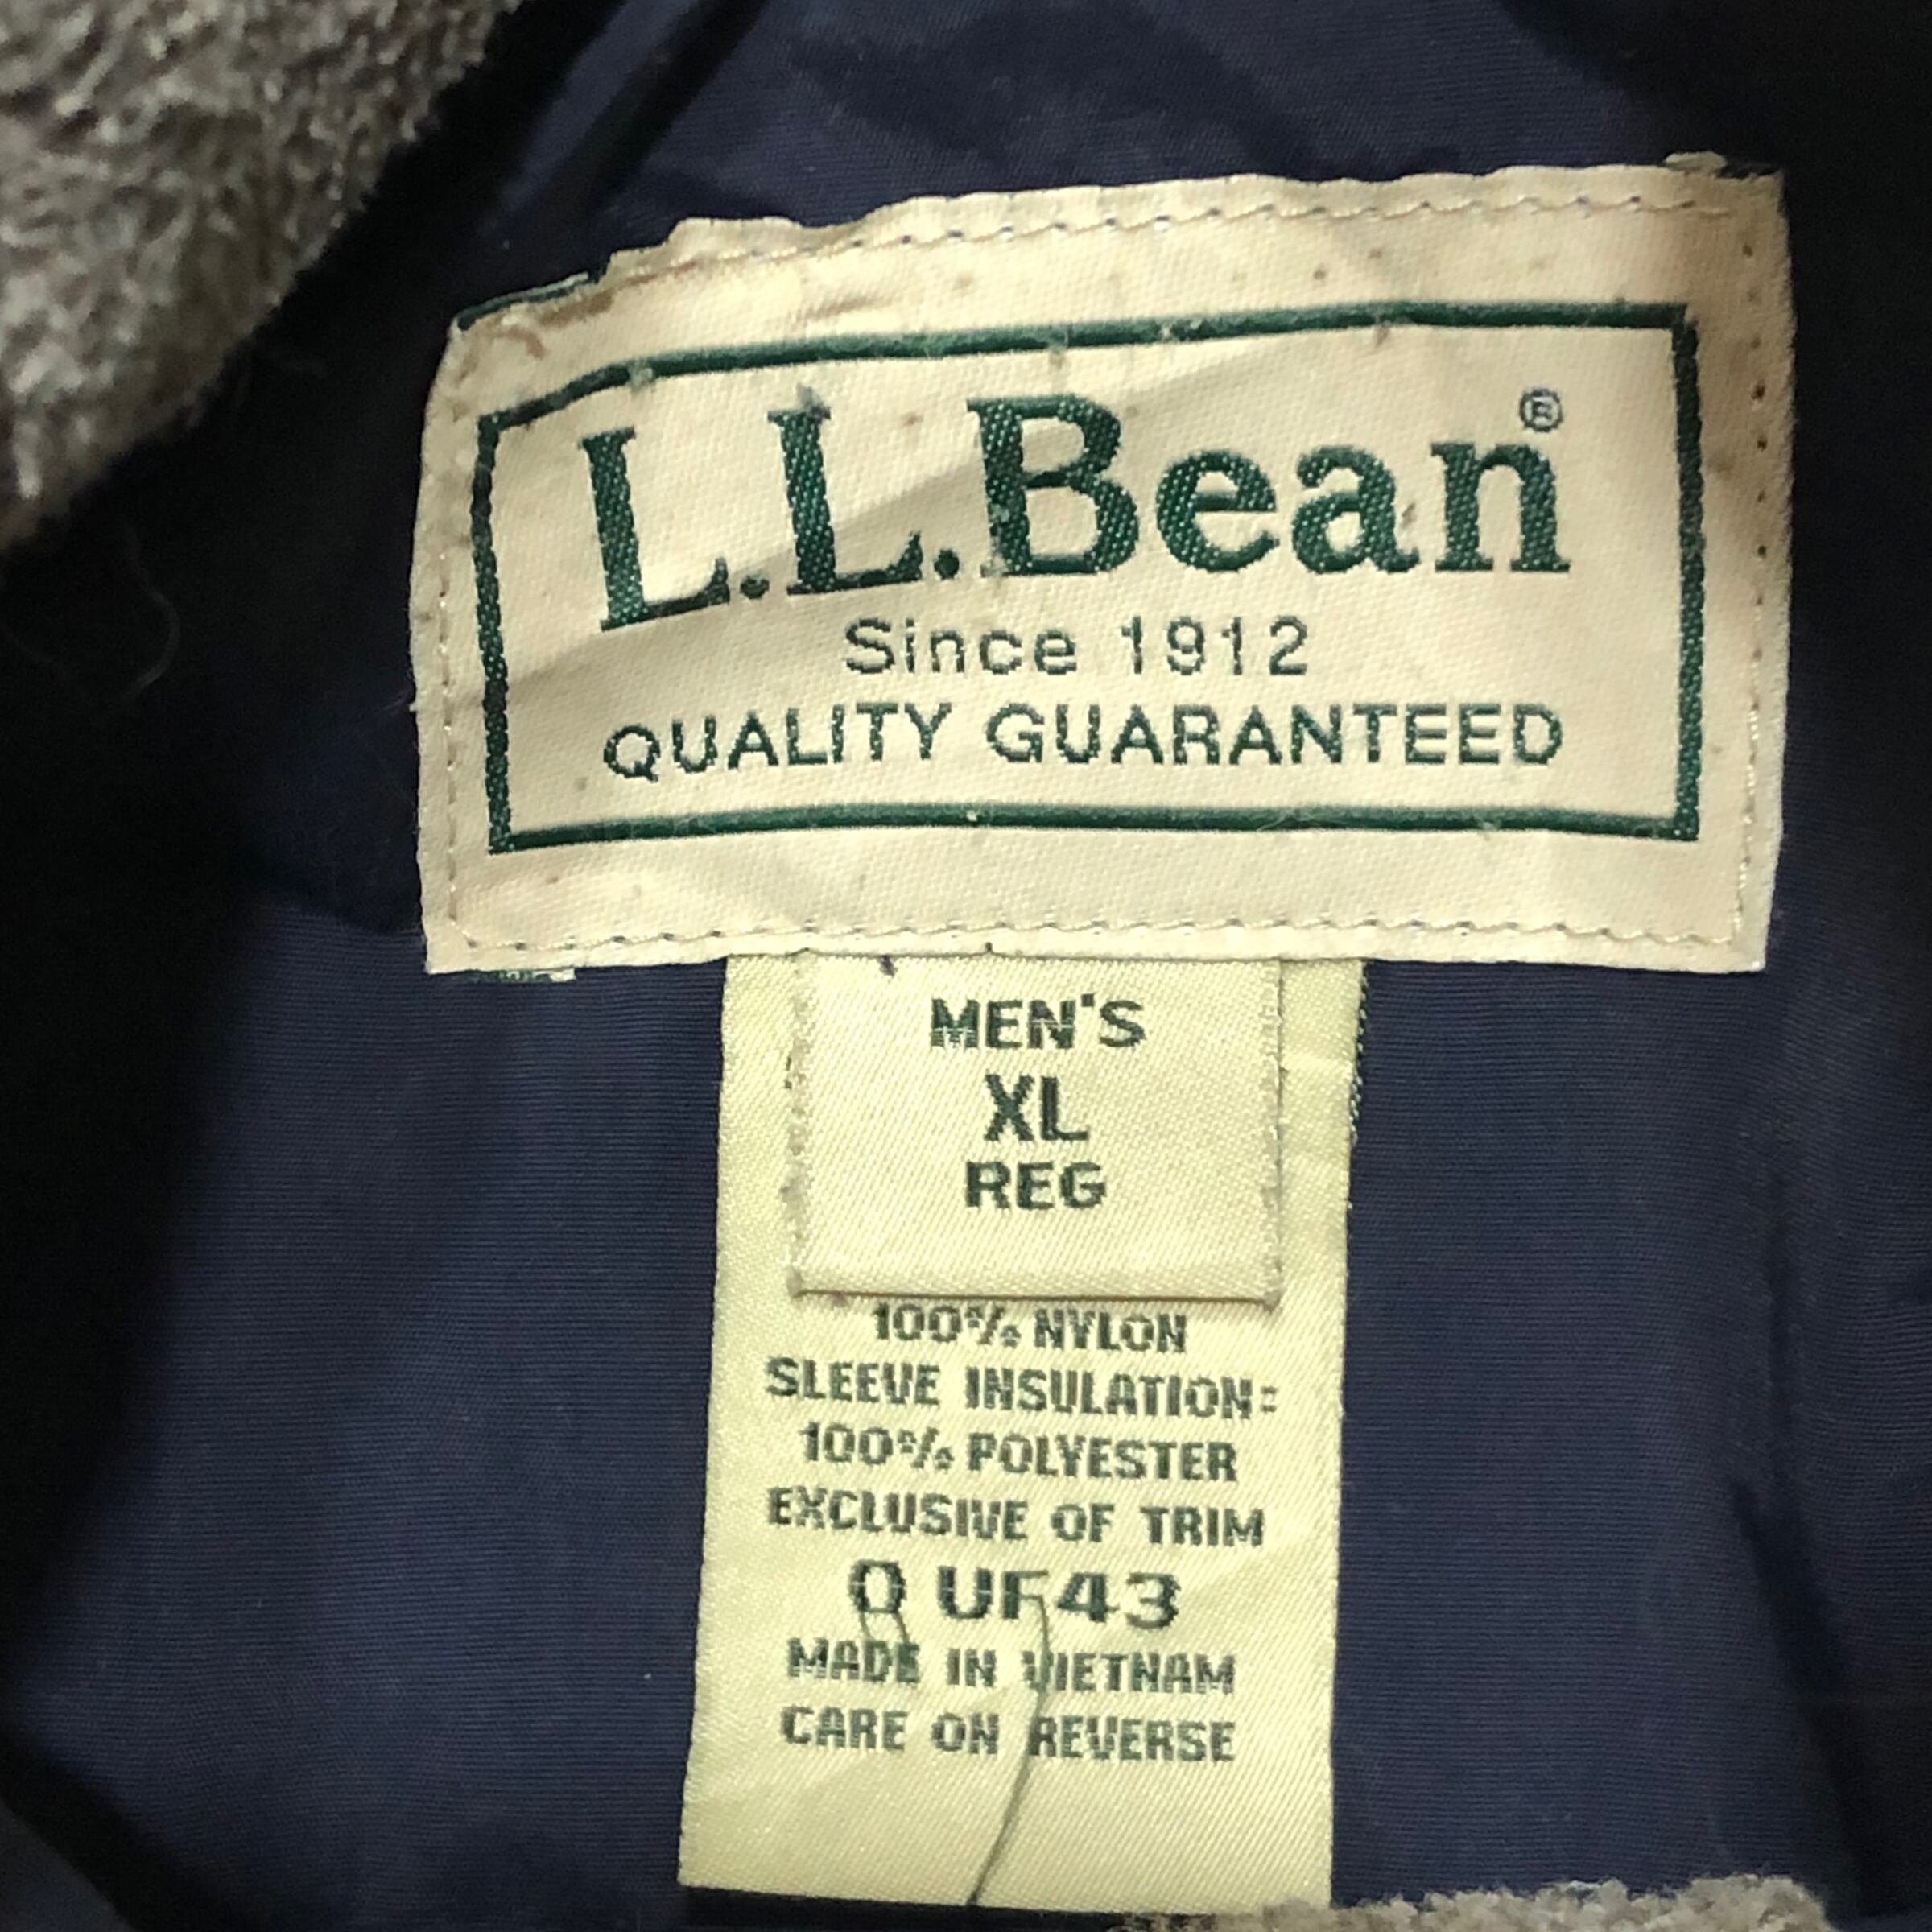 L.L.Bean®
Since 1912
QUALITY GUARANTEED
MEN'S
XL
REG
100% NYLON
SLEEVE INSULATION:
100% POLYESTER
EXCLUSIVE OF TRIM
0 UF43
MADE IN VIETNAM
CARE ON REVERSE